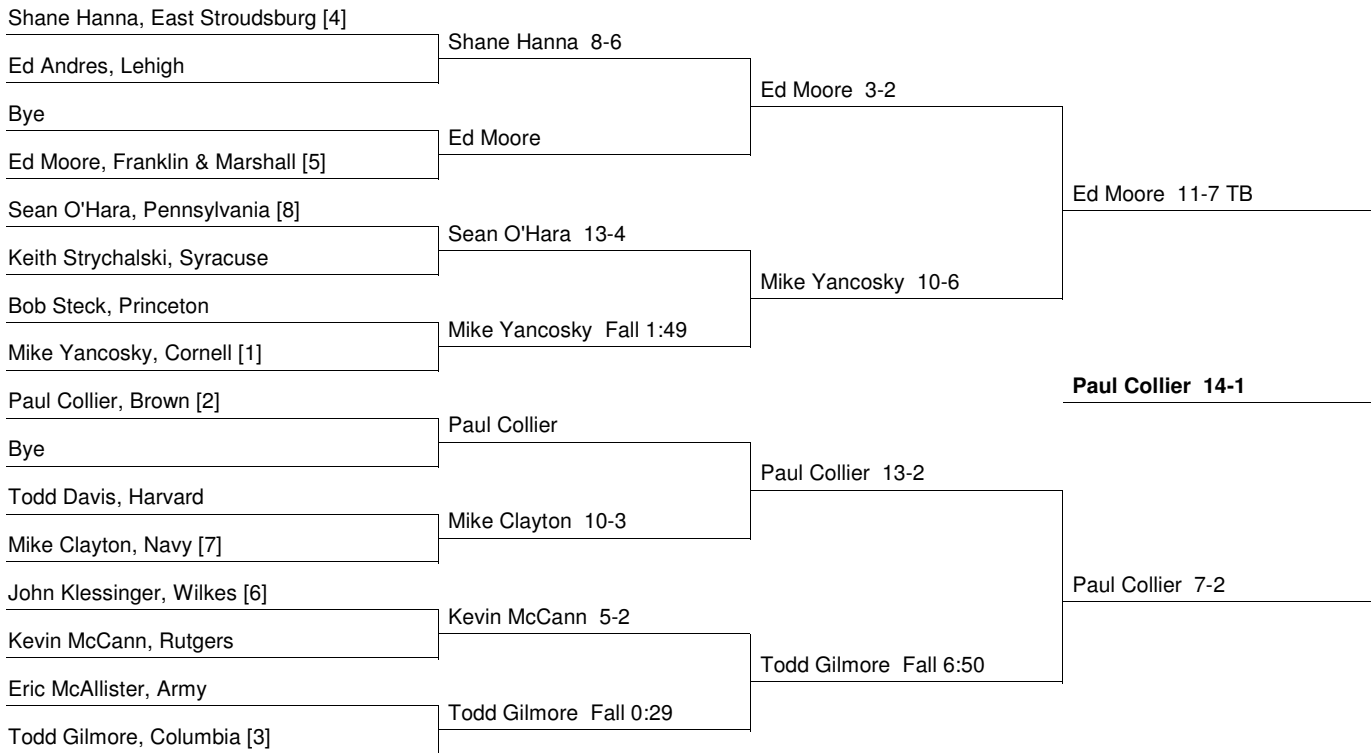 Shane Hanna, East Stroudsburg [4]
Ed Andres, Lehigh
Bye
Ed Moore, Franklin & Marshall [5]
Sean O'Hara, Pennsylvania [8]
Keith Strychalski, Syracuse
Bob Steck, Princeton
Mike Yancosky, Cornell [1]
Paul Collier, Brown [2]
Bye
Todd Davis, Harvard
Mike Clayton, Navy [7]
John Klessinger, Wilkes [6]
Kevin McCann, Rutgers
Eric McAllister, Army
Todd Gilmore, Columbia [3]
Shane Hanna 8-6
Ed Moore
Sean O'Hara 13-4
Mike Yancosky Fall 1:49
Paul Collier
Mike Clayton 10-3
Kevin McCann 5-2
Todd Gilmore Fall 0:29
Ed Moore 3-2
Mike Yancosky 10-6
Paul Collier 13-2
Todd Gilmore Fall 6:50
Ed Moore 11-7 TB
Paul Collier 7-2
Paul Collier 14-1